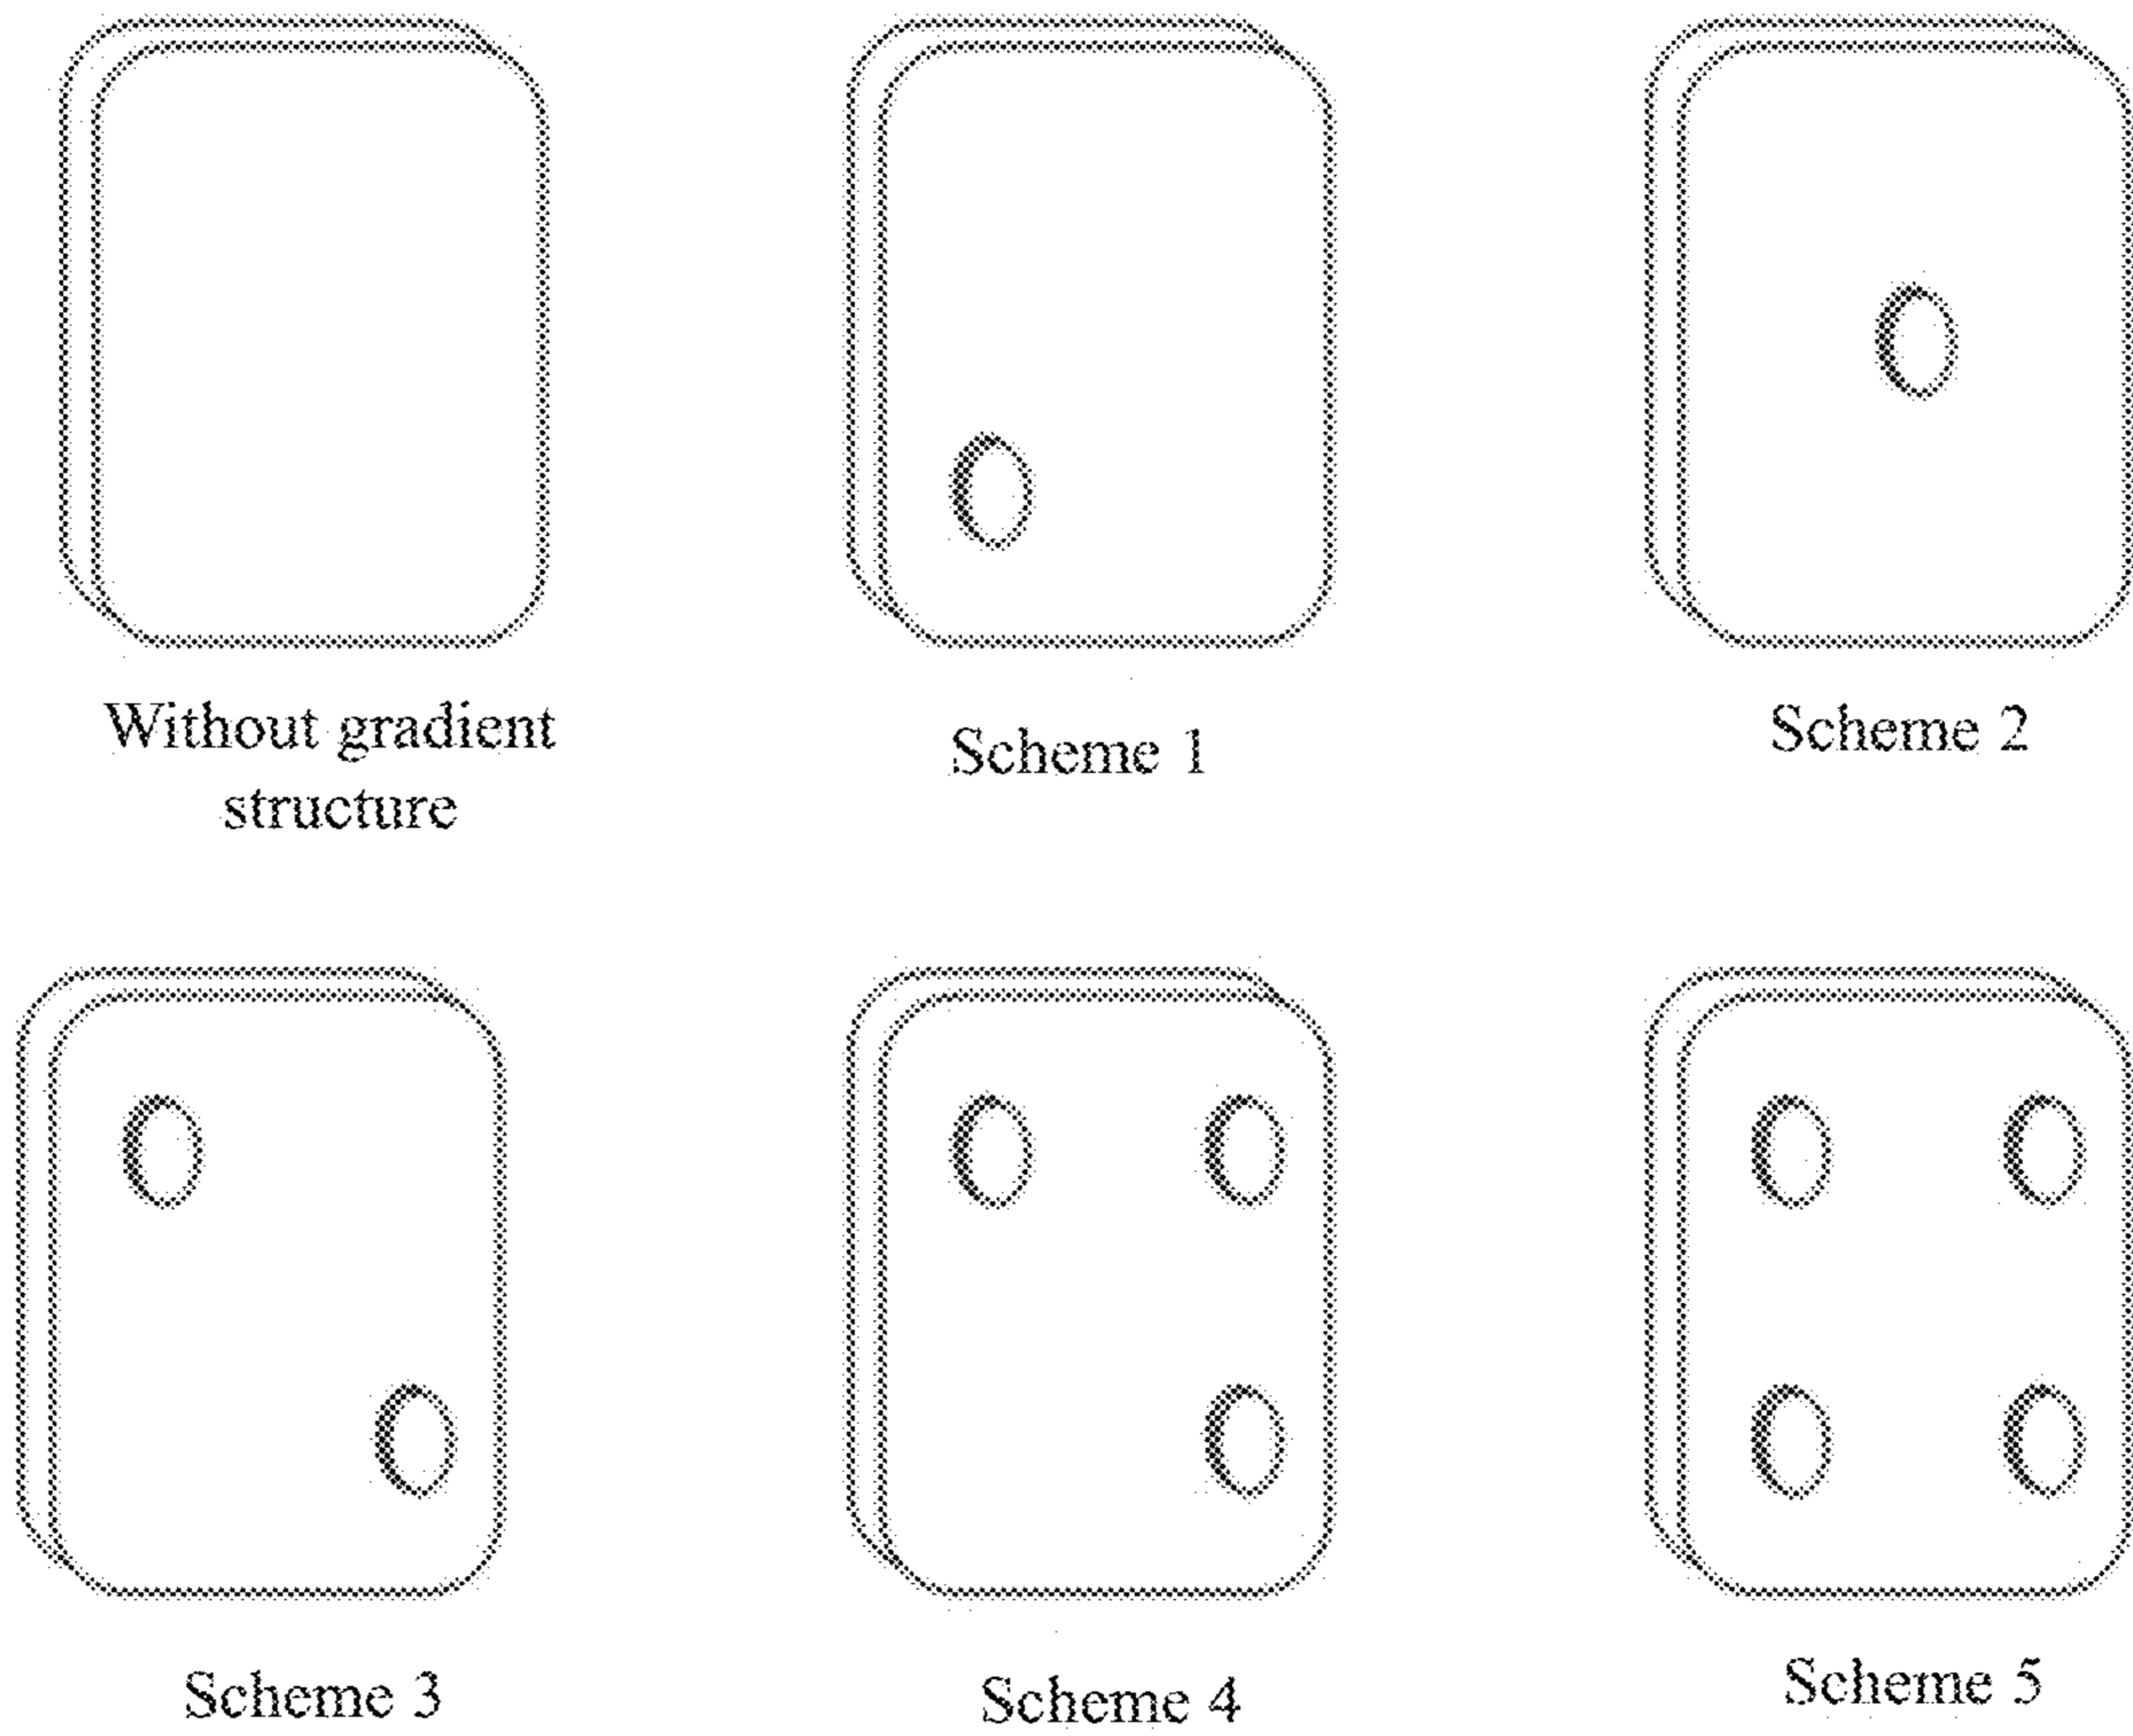 Without gradient
structure
Scheme 1
Scheme 2
Scheme 3
Scheme 4
Scheme 5